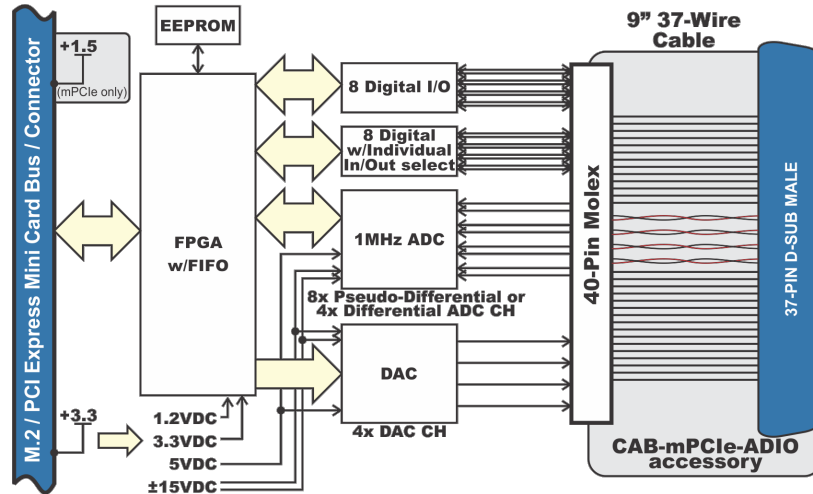 M.2 / PCI Express Mini Card Bus / Connector
+1.5
(mPCIe only)
+3.3
EEPROM
FPGA
w/FIFO
1.2VDC
3.3VDC
5VDC
±15VDC
8 Digital I/O
8 Digital
w/Individual
In/Out select
1MHz ADC
8x Pseudo-Differential or
4x Differential ADC CH
DAC
4x DAC CH
40-Pin Molex
9” 37-Wire
Cable
37-PIN D-SUB MALE
CAB-mPCIe-ADIO
accessory